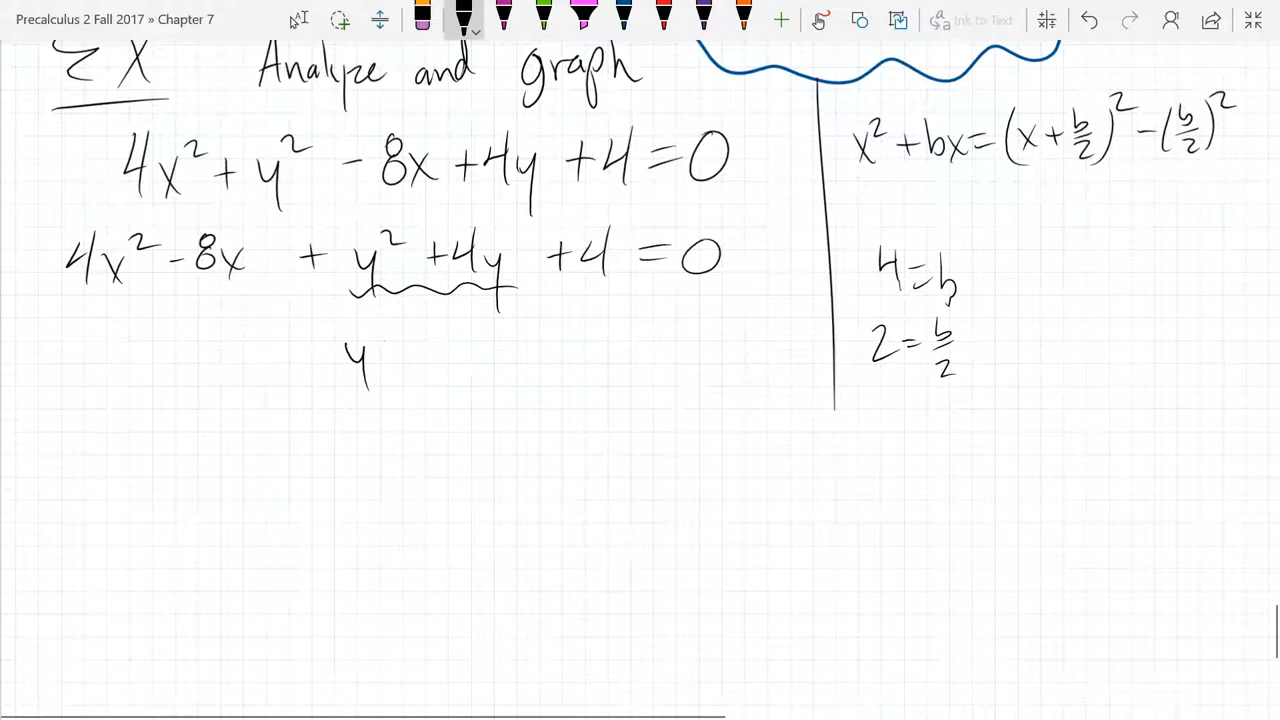 Precalculus 2 Fall 2017 » Chapter 7
Ink to Text
EX Analyze and graph
4x² + y² - 8x + 4y + 4 = 0
4x² - 8x + y² + 4y + 4 = 0
y
x² + bx = (x + b/2)² - (b/2)²
4 = b
2 = b/2